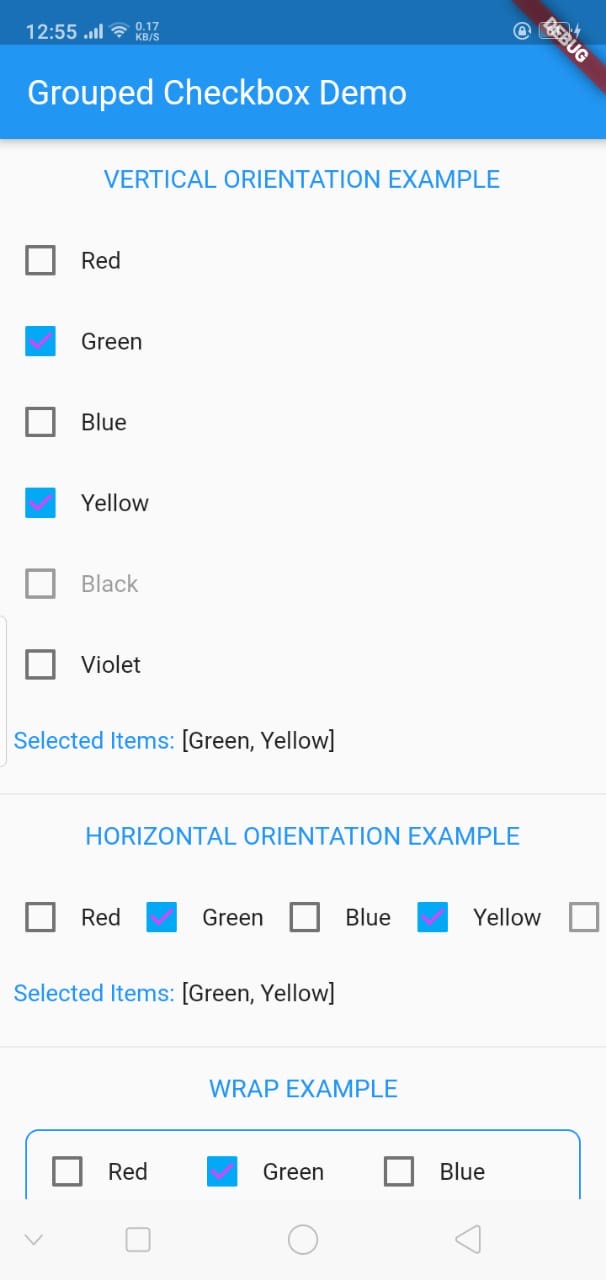 12:55 0.17 KB/S
DEBUG
Grouped Checkbox Demo
VERTICAL ORIENTATION EXAMPLE
Red
Green
Blue
Yellow
Black
Violet
Selected Items: [Green, Yellow]
HORIZONTAL ORIENTATION EXAMPLE
Red Green Blue Yellow
Selected Items: [Green, Yellow]
WRAP EXAMPLE
Red Green Blue